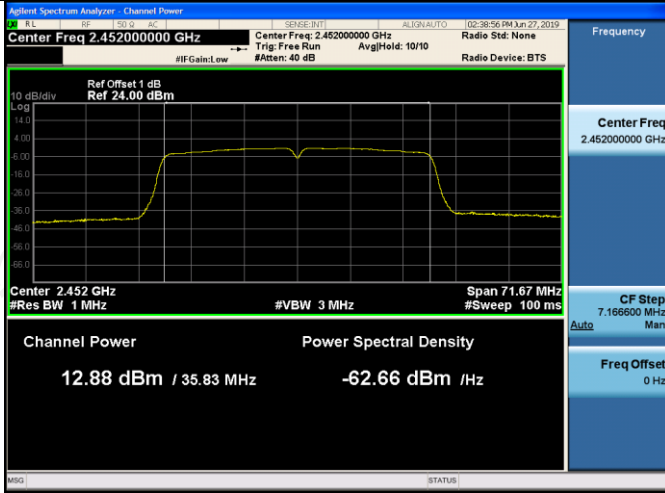 Agilent Spectrum Analyzer - Channel Power
RL RF 50 Ω AC SENSE:INT ALIGN AUTO 02:38:56 PM Jun 27, 2019
Center Freq 2.452000000 GHz
Center Freq: 2.452000000 GHz Radio Std: None
Trig: Free Run Avg|Hold: 10/10
#IFGain:Low #Atten: 40 dB Radio Device: BTS
Ref Offset 1 dB
10 dB/div Ref 24.00 dBm
Log
14.0
4.00
-6.00
-16.0
-26.0
-36.0
-46.0
-56.0
-66.0
Center 2.452 GHz Span 71.67 MHz
#Res BW 1 MHz #VBW 3 MHz #Sweep 100 ms
Channel Power Power Spectral Density
12.88 dBm / 35.83 MHz -62.66 dBm /Hz
MSG STATUS
Frequency
Center Freq
2.452000000 GHz
CF Step
7.166600 MHz
Auto Man
Freq Offset
0 Hz